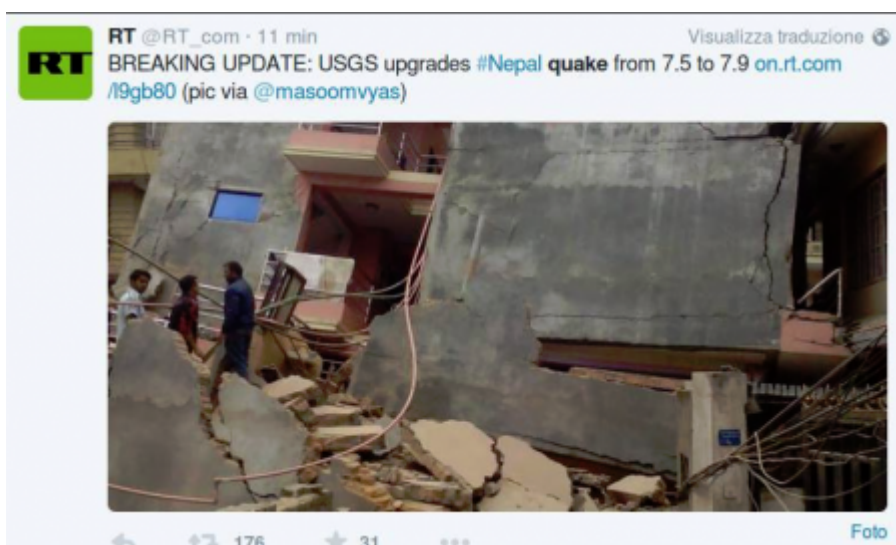 RT
RT @RT_com · 11 min
Visualizza traduzione
BREAKING UPDATE: USGS upgrades #Nepal quake from 7.5 to 7.9 on.rt.com
/l9gb80 (pic via @masoomvyas)
176
31
Foto